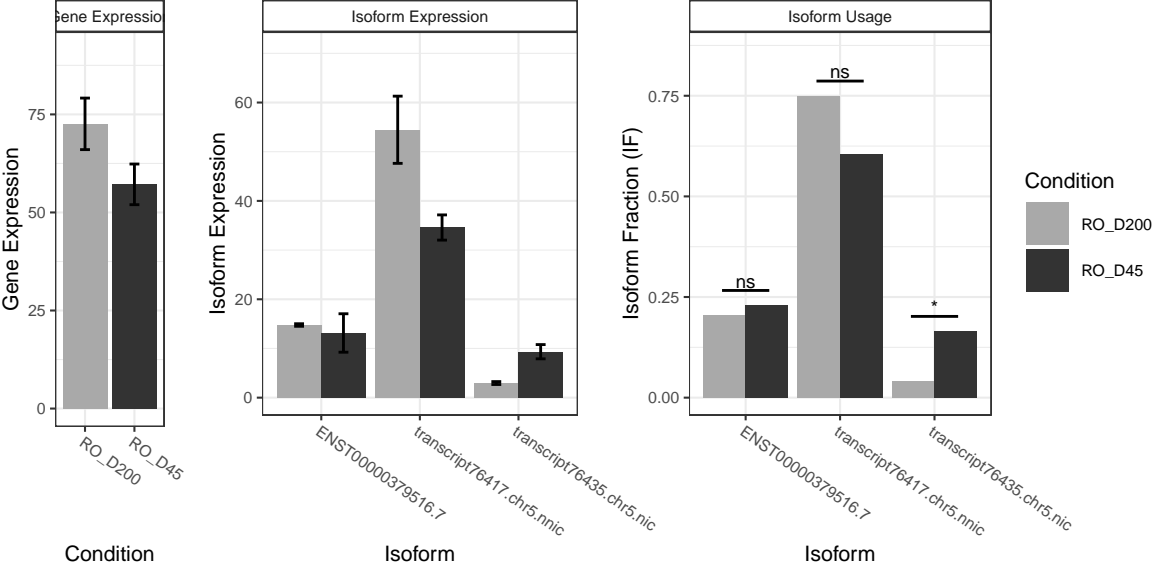 Gene Expression
Isoform Expression
Isoform Usage
Gene Expression
75
50
25
0
RO_D200
RO_D45
Condition
Isoform Expression
60
40
20
0
ENST00000379516.7
transcript76417.chr5.nnic
transcript76435.chr5.nic
Isoform
Isoform Fraction (IF)
0.75
0.50
0.25
0.00
ns
ns
*
ENST00000379516.7
transcript76417.chr5.nnic
transcript76435.chr5.nic
Isoform
Condition
RO_D200
RO_D45